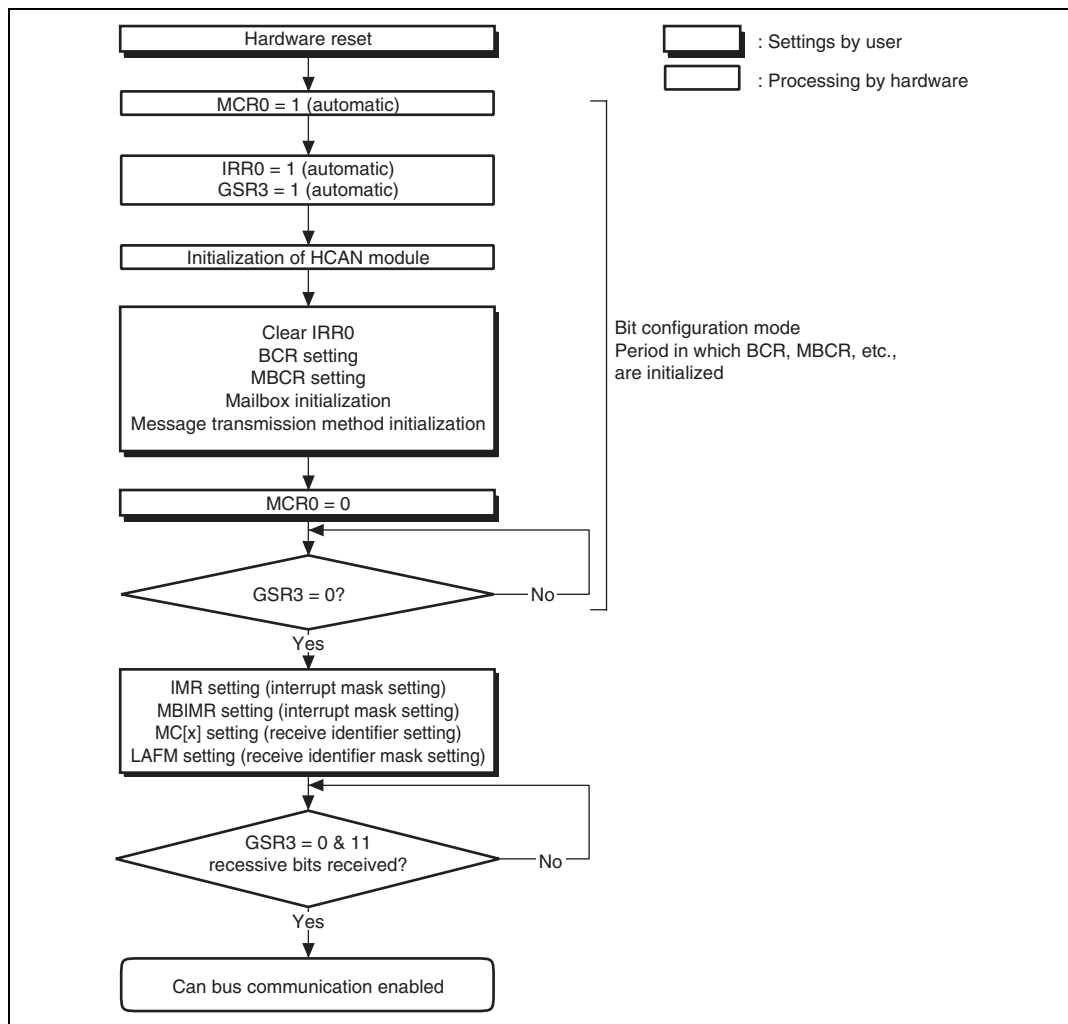 Hardware reset
: Settings by user
: Processing by hardware
MCR0 = 1 (automatic)
IRR0 = 1 (automatic)
GSR3 = 1 (automatic)
Initialization of HCAN module
Clear IRR0
BCR setting
MBCR setting
Mailbox initialization
Message transmission method initialization
Bit configuration mode
Period in which BCR, MBCR, etc.,
are initialized
MCR0 = 0
GSR3 = 0?
No
Yes
IMR setting (interrupt mask setting)
MBIMR setting (interrupt mask setting)
MC[x] setting (receive identifier setting)
LAFM setting (receive identifier mask setting)
GSR3 = 0 & 11
recessive bits received?
No
Yes
Can bus communication enabled